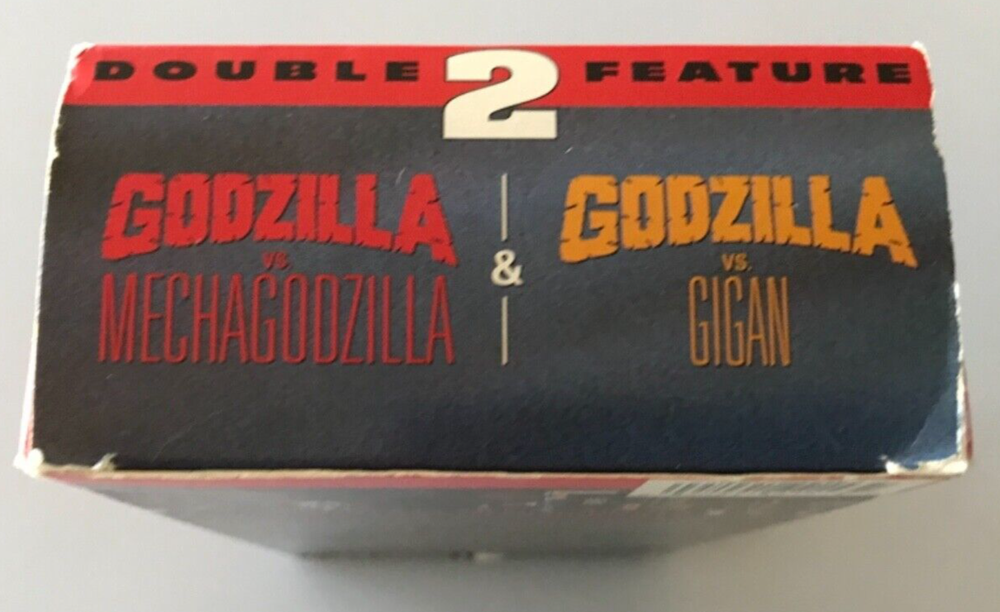 DOUBLE 2 FEATURE
GODZILLA
vs.
MECHAGODZILLA
&
GODZILLA
vs.
GIGAN